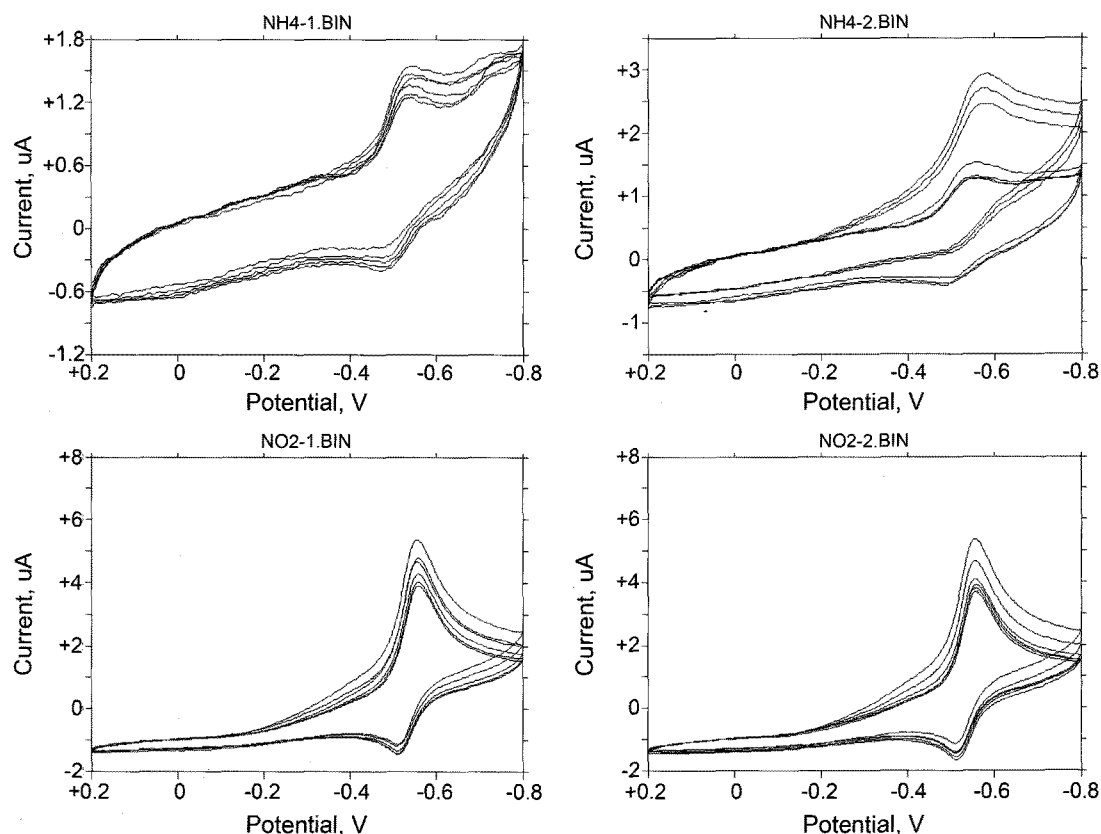 NH4-1.BIN
+1.8
+1.2
+0.6
0
-0.6
-1.2
Current, uA
+0.2 0 -0.2 -0.4 -0.6 -0.8
Potential, V
NH4-2.BIN
+3
+2
+1
0
-1
Current, uA
+0.2 0 -0.2 -0.4 -0.6 -0.8
Potential, V
NO2-1.BIN
+8
+6
+4
+2
0
-2
Current, uA
+0.2 0 -0.2 -0.4 -0.6 -0.8
Potential, V
NO2-2.BIN
+8
+6
+4
+2
0
-2
Current, uA
+0.2 0 -0.2 -0.4 -0.6 -0.8
Potential, V